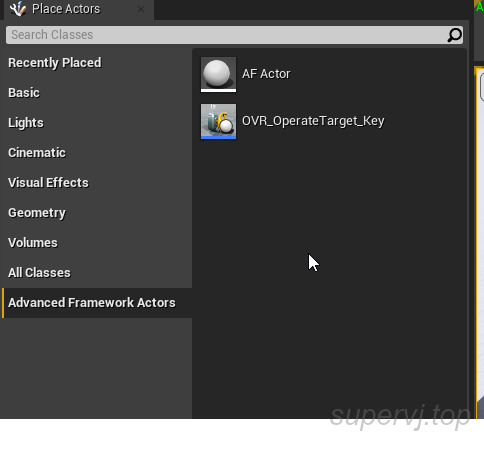 Place Actors
Search Classes
Recently Placed
Basic
Lights
Cinematic
Visual Effects
Geometry
Volumes
All Classes
Advanced Framework Actors
AF Actor
OVR_OperateTarget_Key
A
supervj.top